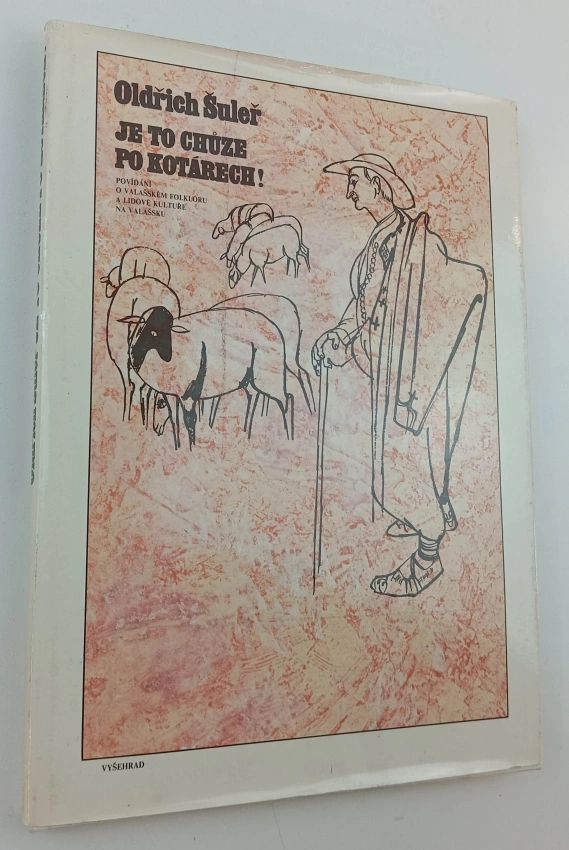 Oldřich Šuleř
JE TO CHŮZE
PO KOTÁRECH!
POVÍDÁNÍ
O VALAŠSKÉM FOLKLÓRU
A LIDOVÉ KULTUŘE
NA VALAŠSKU
VYŠEHRAD